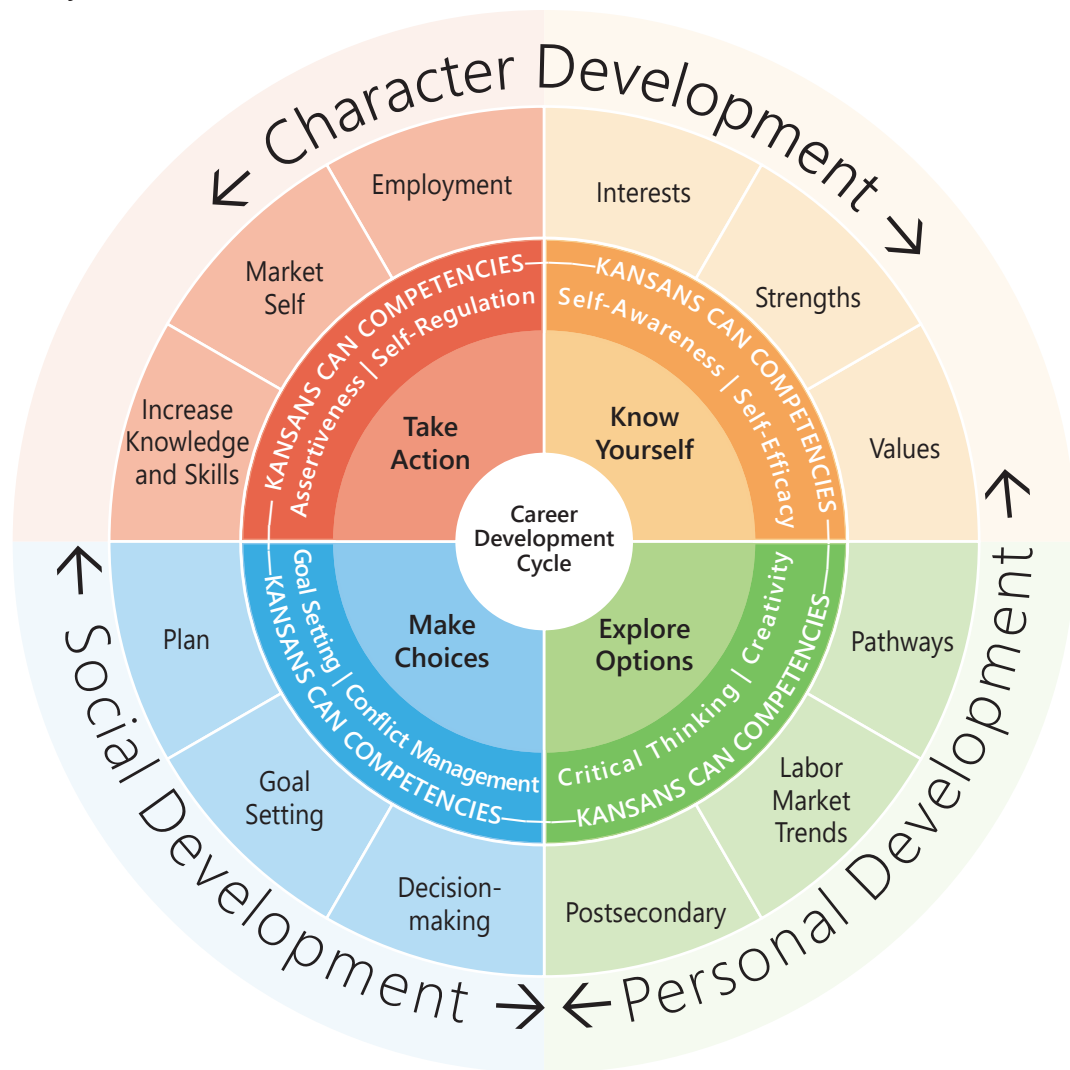 Character Development
Employment
Interests
Market
Self
Strengths
Increase
Knowledge
and Skills
Values
KANSANS CAN COMPETENCIES
Assertiveness | Self-Regulation
KANSANS CAN COMPETENCIES
Self-Awareness | Self-Efficacy
Take
Action
Know
Yourself
Career
Development
Cycle
Make
Choices
Explore
Options
Goal Setting | Conflict Management
KANSANS CAN COMPETENCIES
Critical Thinking | Creativity
KANSANS CAN COMPETENCIES
Plan
Pathways
Goal
Setting
Labor
Market
Trends
Decision-
making
Postsecondary
Social Development
Personal Development